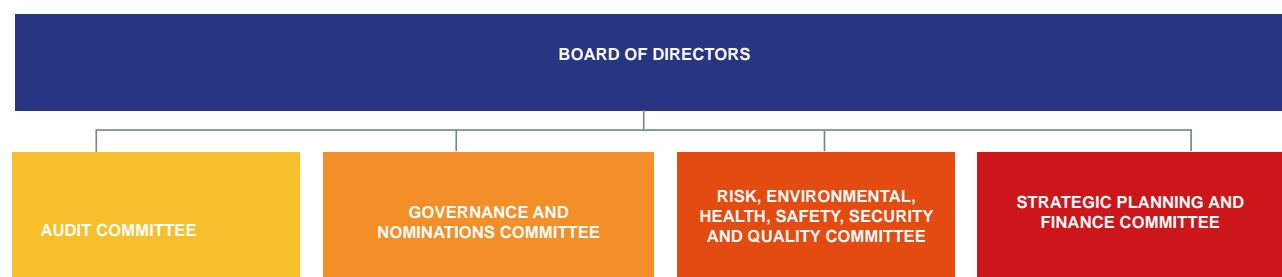 BOARD OF DIRECTORS
AUDIT COMMITTEE
GOVERNANCE AND
NOMINATIONS COMMITTEE
RISK, ENVIRONMENTAL,
HEALTH, SAFETY, SECURITY
AND QUALITY COMMITTEE
STRATEGIC PLANNING AND
FINANCE COMMITTEE